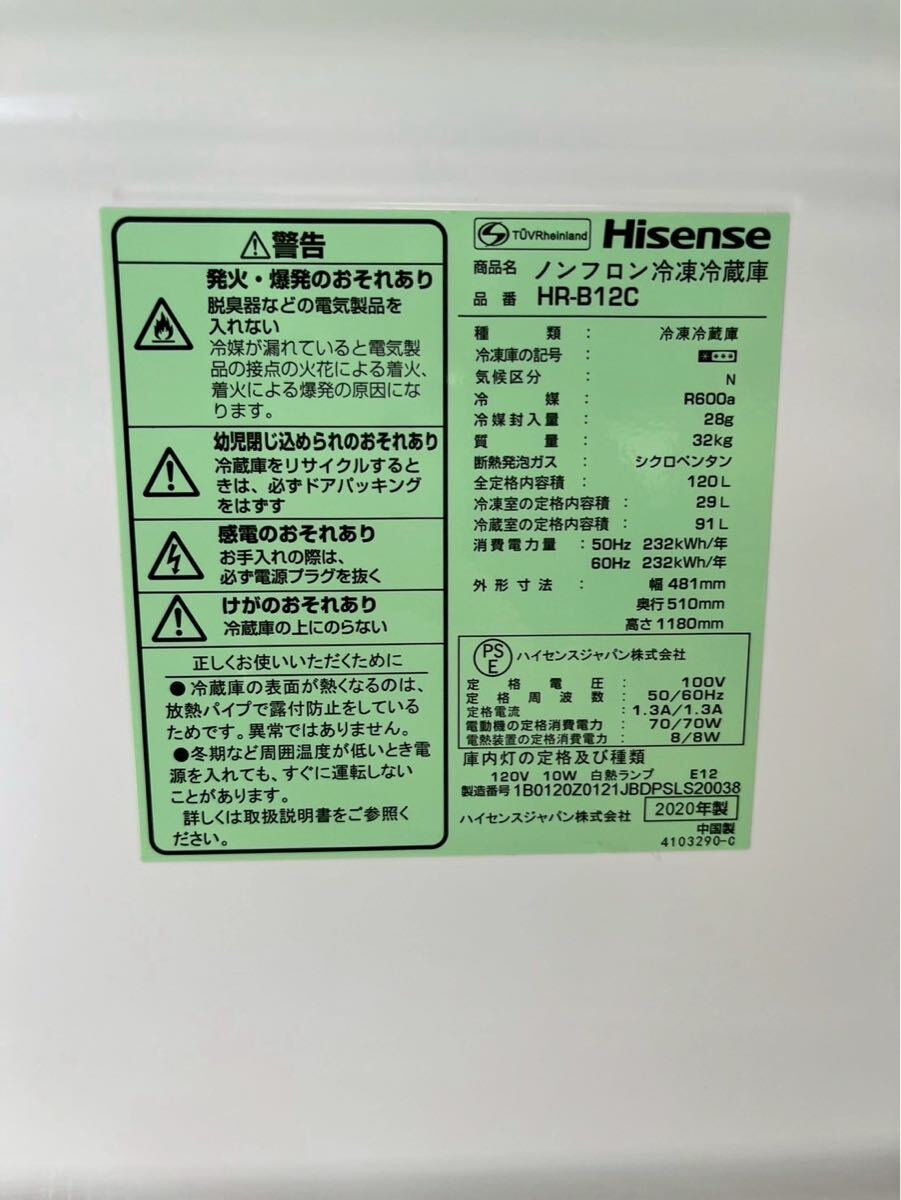 警告
発火・爆発のおそれあり
脱臭器などの電気製品を
入れない
冷媒が漏れていると電気製
品の接点の火花による着火、
着火による爆発の原因にな
ります。
幼児閉じ込められのおそれあり
冷蔵庫をリサイクルすると
きは、必ずドアパッキング
をはずす
感電のおそれあり
お手入れの際は、
必ず電源プラグを抜く
けがのおそれあり
冷蔵庫の上にのらない
正しくお使いいただくために
●冷蔵庫の表面が熱くなるのは、
放熱パイプで露付防止をしている
ためです。異常ではありません。
●冬期など周囲温度が低いとき電
源を入れても、すぐに運転しない
ことがあります。
詳しくは取扱説明書をご参照く
ださい。
TÜVRheinland Hisense
商品名 ノンフロン冷凍冷蔵庫
品番 HR-B12C
種類 : 冷凍冷蔵庫
冷凍庫の記号 :
気候区分 : N
冷媒 : R600a
冷媒封入量 : 28g
質量 : 32kg
断熱発泡ガス : シクロペンタン
全定格内容積 : 120L
冷凍室の定格内容積 : 29L
冷蔵室の定格内容積 : 91L
消費電力量 : 50Hz 232kWh/年
60Hz 232kWh/年
外形寸法 : 幅481mm
奥行510mm
高さ1180mm
PSE ハイセンスジャパン株式会社
定格電圧 : 100V
定格周波数 : 50/60Hz
定格電流 : 1.3A/1.3A
電動機の定格消費電力 : 70/70W
電熱装置の定格消費電力 : 8/8W
庫内灯の定格及び種類
120V 10W 白熱ランプ E12
製造番号 1B0120Z0121JBDPSLS20038
ハイセンスジャパン株式会社 2020年製
中国製
4103290-C